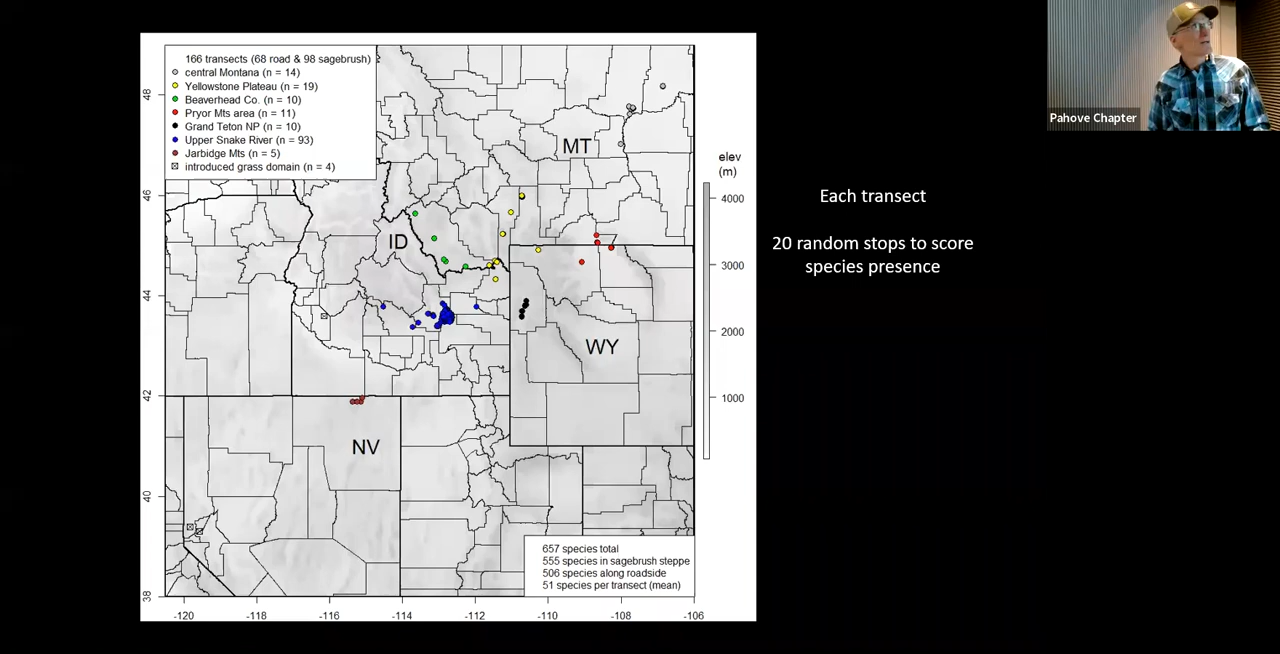 166 transects (68 road & 98 sagebrush)
central Montana (n = 14)
Yellowstone Plateau (n = 19)
Beaverhead Co. (n = 10)
Pryor Mts area (n = 11)
Grand Teton NP (n = 10)
Upper Snake River (n = 93)
Jarbidge Mts (n = 5)
introduced grass domain (n = 4)
48
46
44
42
40
38
-120
-118
-116
-114
-112
-110
-108
-106
MT
ID
WY
NV
elev
(m)
4000
3000
2000
1000
657 species total
555 species in sagebrush steppe
506 species along roadside
51 species per transect (mean)
Each transect
20 random stops to score
species presence
Pahove Chapter